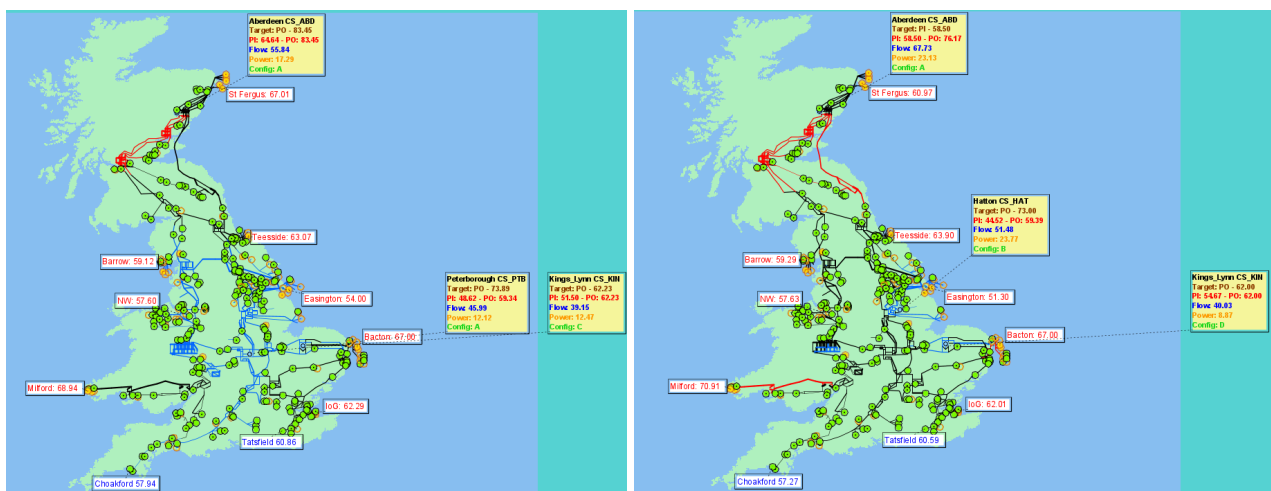 Aberdeen CS_ABD
Target: PO - 83.45
PI: 64.64 - PO: 83.45
Flow: 55.84
Power: 17.29
Config: A
St Fergus: 67.01
Teesside: 63.07
Barrow: 59.12
Peterborough CS_PTB
Target: PO - 73.89
PI: 48.62 - PO: 59.34
Flow: 45.99
Power: 12.12
Config: A
Kings_Lynn CS_KIN
Target: PO - 62.23
PI: 51.50 - PO: 62.23
Flow: 39.15
Power: 12.47
Config: C
Easington: 54.00
NW: 57.60
Bacton: 67.00
Milford: 68.94
IoG: 62.29
Tatsfield 60.86
Choakford 57.94
Aberdeen CS_ABD
Target: PI - 58.50
PI: 58.50 - PO: 76.17
Flow: 67.73
Power: 23.13
Config: A
St Fergus: 60.97
Hatton CS_HAT
Target: PO - 73.00
PI: 44.52 - PO: 59.39
Flow: 51.48
Power: 23.77
Config: B
Teesside: 63.90
Barrow: 59.29
Kings_Lynn CS_KIN
Target: PO - 62.00
PI: 54.67 - PO: 62.00
Flow: 40.03
Power: 8.87
Config: D
Easington: 51.30
NW: 57.63
Bacton: 67.00
Milford: 70.91
IoG: 62.01
Tatsfield 60.59
Choakford 57.27